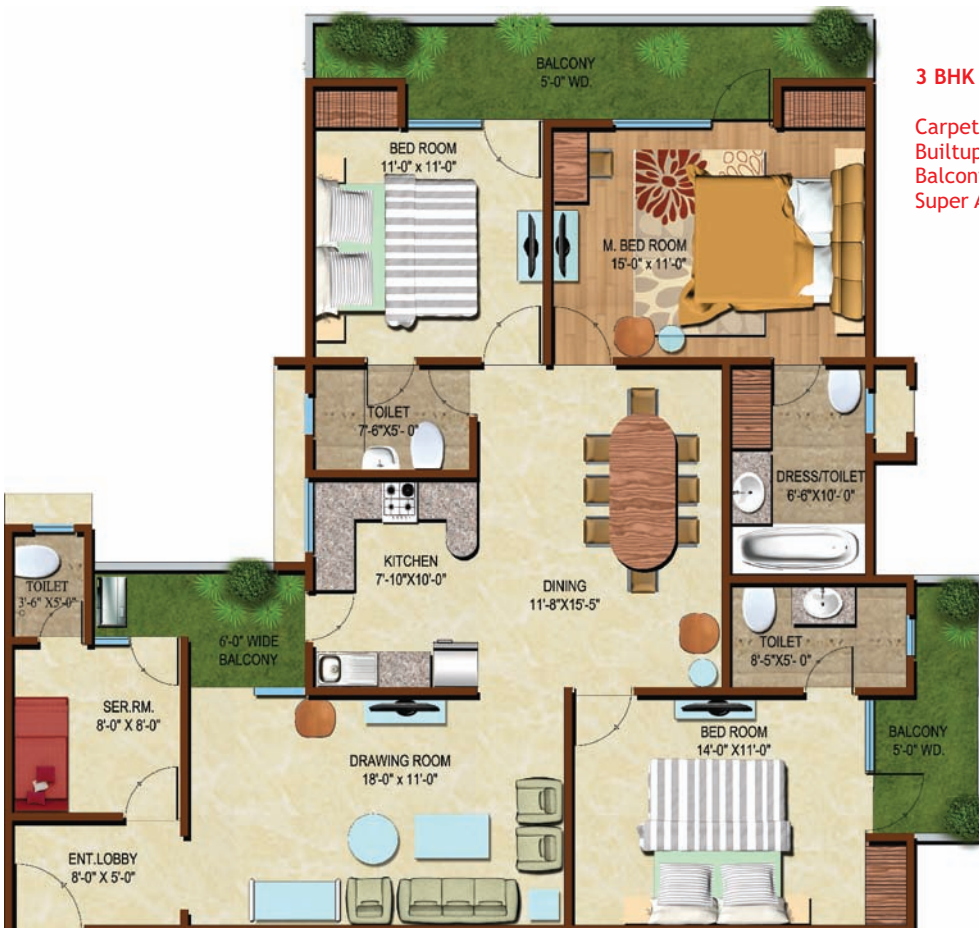 BALCONY
5'-0" WD.
3 BHK
Carpet
Builtup
Balcon
Super A
BED ROOM
11'-0" x 11'-0"
M. BED ROOM
15'-0" x 11'-0"
TOILET
7'-6"X5'- 0"
DRESS/TOILET
6'-6"X10'- 0"
KITCHEN
7'-10"X10'-0"
DINING
11'-8"X15'-5"
TOILET
3'-6" X5'-0"
6'-0" WIDE
BALCONY
TOILET
8'-5"X5'- 0"
SER.RM.
8'-0" X 8'-0"
BED ROOM
14'-0" X11'-0"
BALCONY
5'-0" WD.
DRAWING ROOM
18'-0" x 11'-0"
ENT.LOBBY
8'-0" X 5'-0"